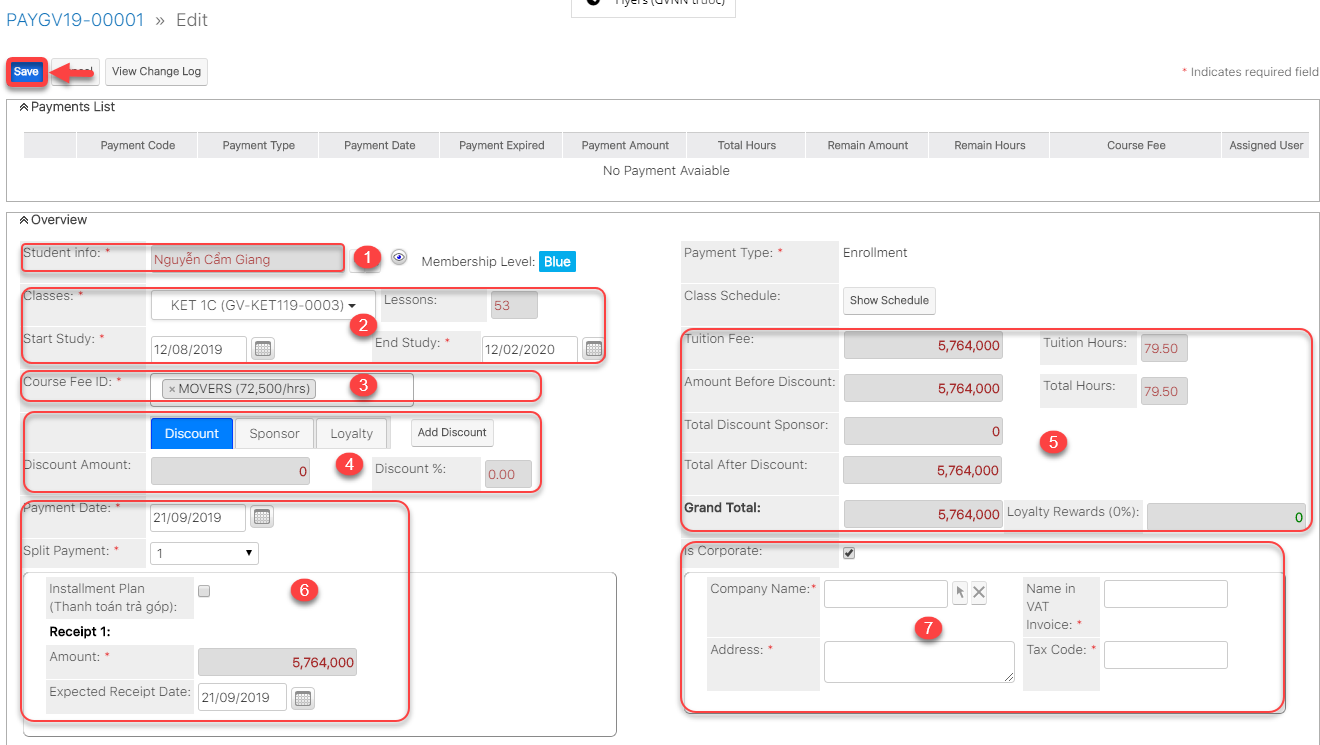 Flyers (GVNN trước)
PAYGV19-00001 » Edit
Save View Change Log
* Indicates required field
Payments List
Payment Code Payment Type Payment Date Payment Expired Payment Amount Total Hours Remain Amount Remain Hours Course Fee Assigned User
No Payment Avaiable
Overview
Student info: * Nguyễn Cẩm Giang 1 Membership Level: Blue
Payment Type: * Enrollment
Classes: * KET 1C (GV-KET119-0003) Lessons: 53
Class Schedule: Show Schedule
2
Start Study: * 12/08/2019 End Study: * 12/02/2020
Tuition Fee: 5,764,000 Tuition Hours: 79.50
Course Fee ID: * × MOVERS (72,500/hrs) 3
Amount Before Discount: 5,764,000 Total Hours: 79.50
Discount Sponsor Loyalty Add Discount
Total Discount Sponsor: 0
5
Discount Amount: 0 4 Discount %: 0.00
Total After Discount: 5,764,000
Payment Date: * 21/09/2019
Grand Total: 5,764,000 Loyalty Rewards (0%): 0
Split Payment: * 1
Is Corporate:
Installment Plan
(Thanh toán trả góp):
6
Company Name:*
Name in
VAT
Invoice: *
7
Receipt 1:
Amount: * 5,764,000
Address: * Tax Code: *
Expected Receipt Date: 21/09/2019